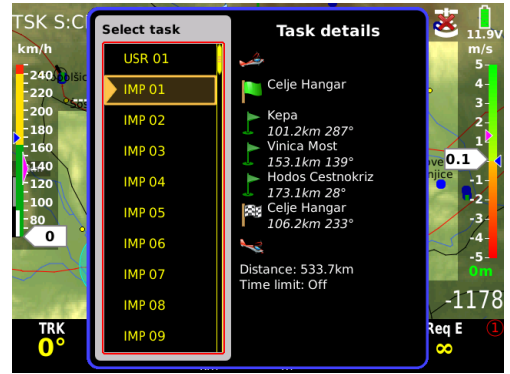 TSK S:C
km/h
240
220
200
180
160
140
120
100
80
0
TRK
0°
Select task
USR 01
IMP 01
IMP 02
IMP 03
IMP 04
IMP 05
IMP 06
IMP 07
IMP 08
IMP 09
Task details
Celje Hangar
Kepa
101.2km 287°
Vinica Most
153.1km 139°
Hodos Cestnokriz
173.1km 28°
Celje Hangar
106.2km 233°
Distance: 533.7km
Time limit: Off
11.9V
m/s
5
4
3
2
0.1
-1
-2
-3
-4
-5
0m
-1178
Req E
1
∞